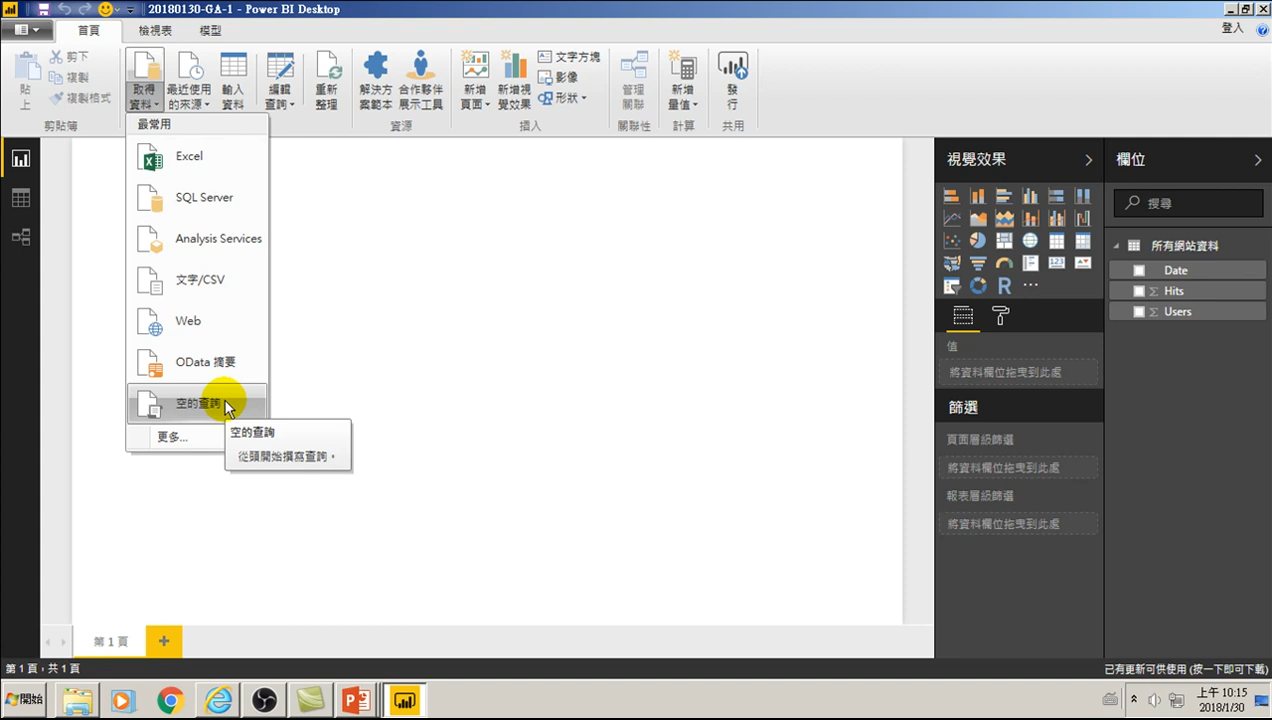 20180130-GA-1 - Power BI Desktop
首頁
檢視表
模型
登入
貼上
剪下
複製
複製格式
剪貼簿
取得資料
最近使用的來源
輸入資料
編輯查詢
重新整理
解決方案範本
合作夥伴展示工具
資源
新增頁面
新增視覺效果
文字方塊
影像
形狀
插入
管理關聯
關聯性
新增量值
計算
發行
共用
最常用
Excel
SQL Server
Analysis Services
文字/CSV
Web
OData 摘要
空的查詢
更多...
空的查詢
從頭開始撰寫查詢。
視覺效果
值
將資料欄位拖曳到此處
篩選
頁面層級篩選
將資料欄位拖曳到此處
報表層級篩選
將資料欄位拖曳到此處
欄位
搜尋
所有網站資料
Date
Σ Hits
Σ Users
第 1 頁
第 1 頁，共 1 頁
已有更新可供使用 (按一下即可下載)
開始
上午 10:15
2018/1/30